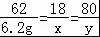 62/6.2g = 18/x = 80/y